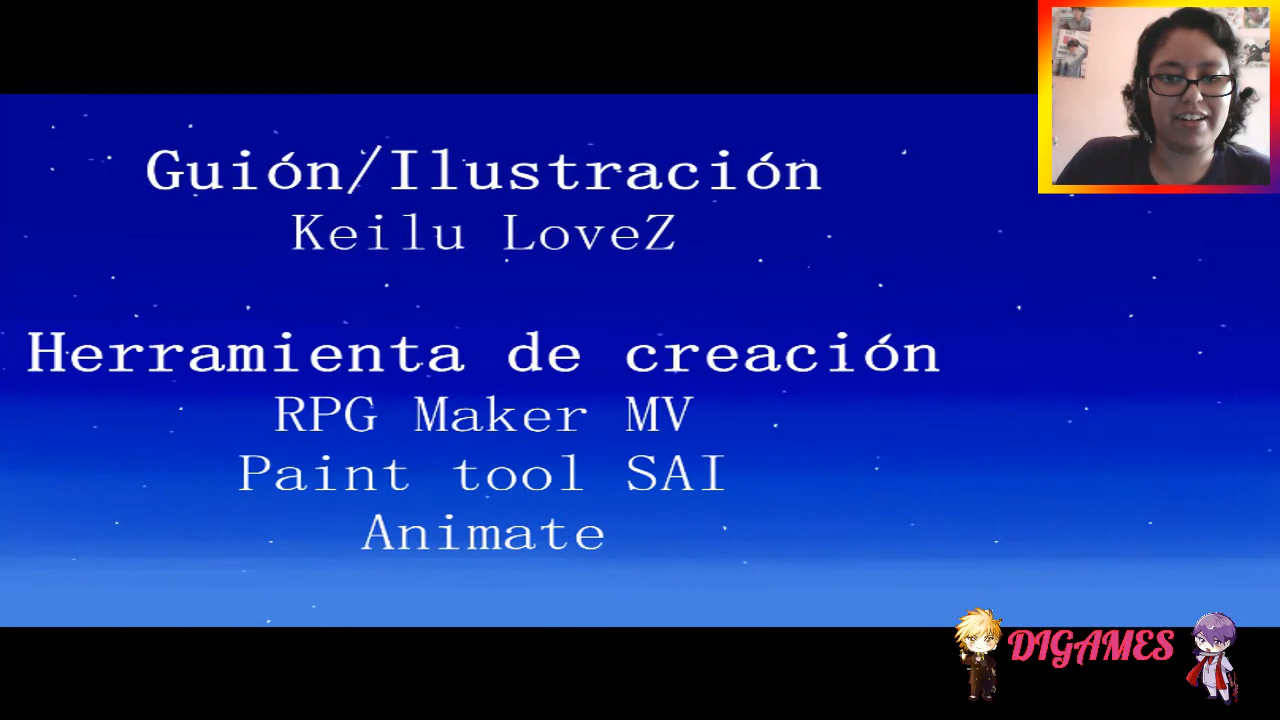 Guión/Ilustración
Keilu LoveZ
Herramienta de creación
RPG Maker MV
Paint tool SAI
Animate
DIGAMES